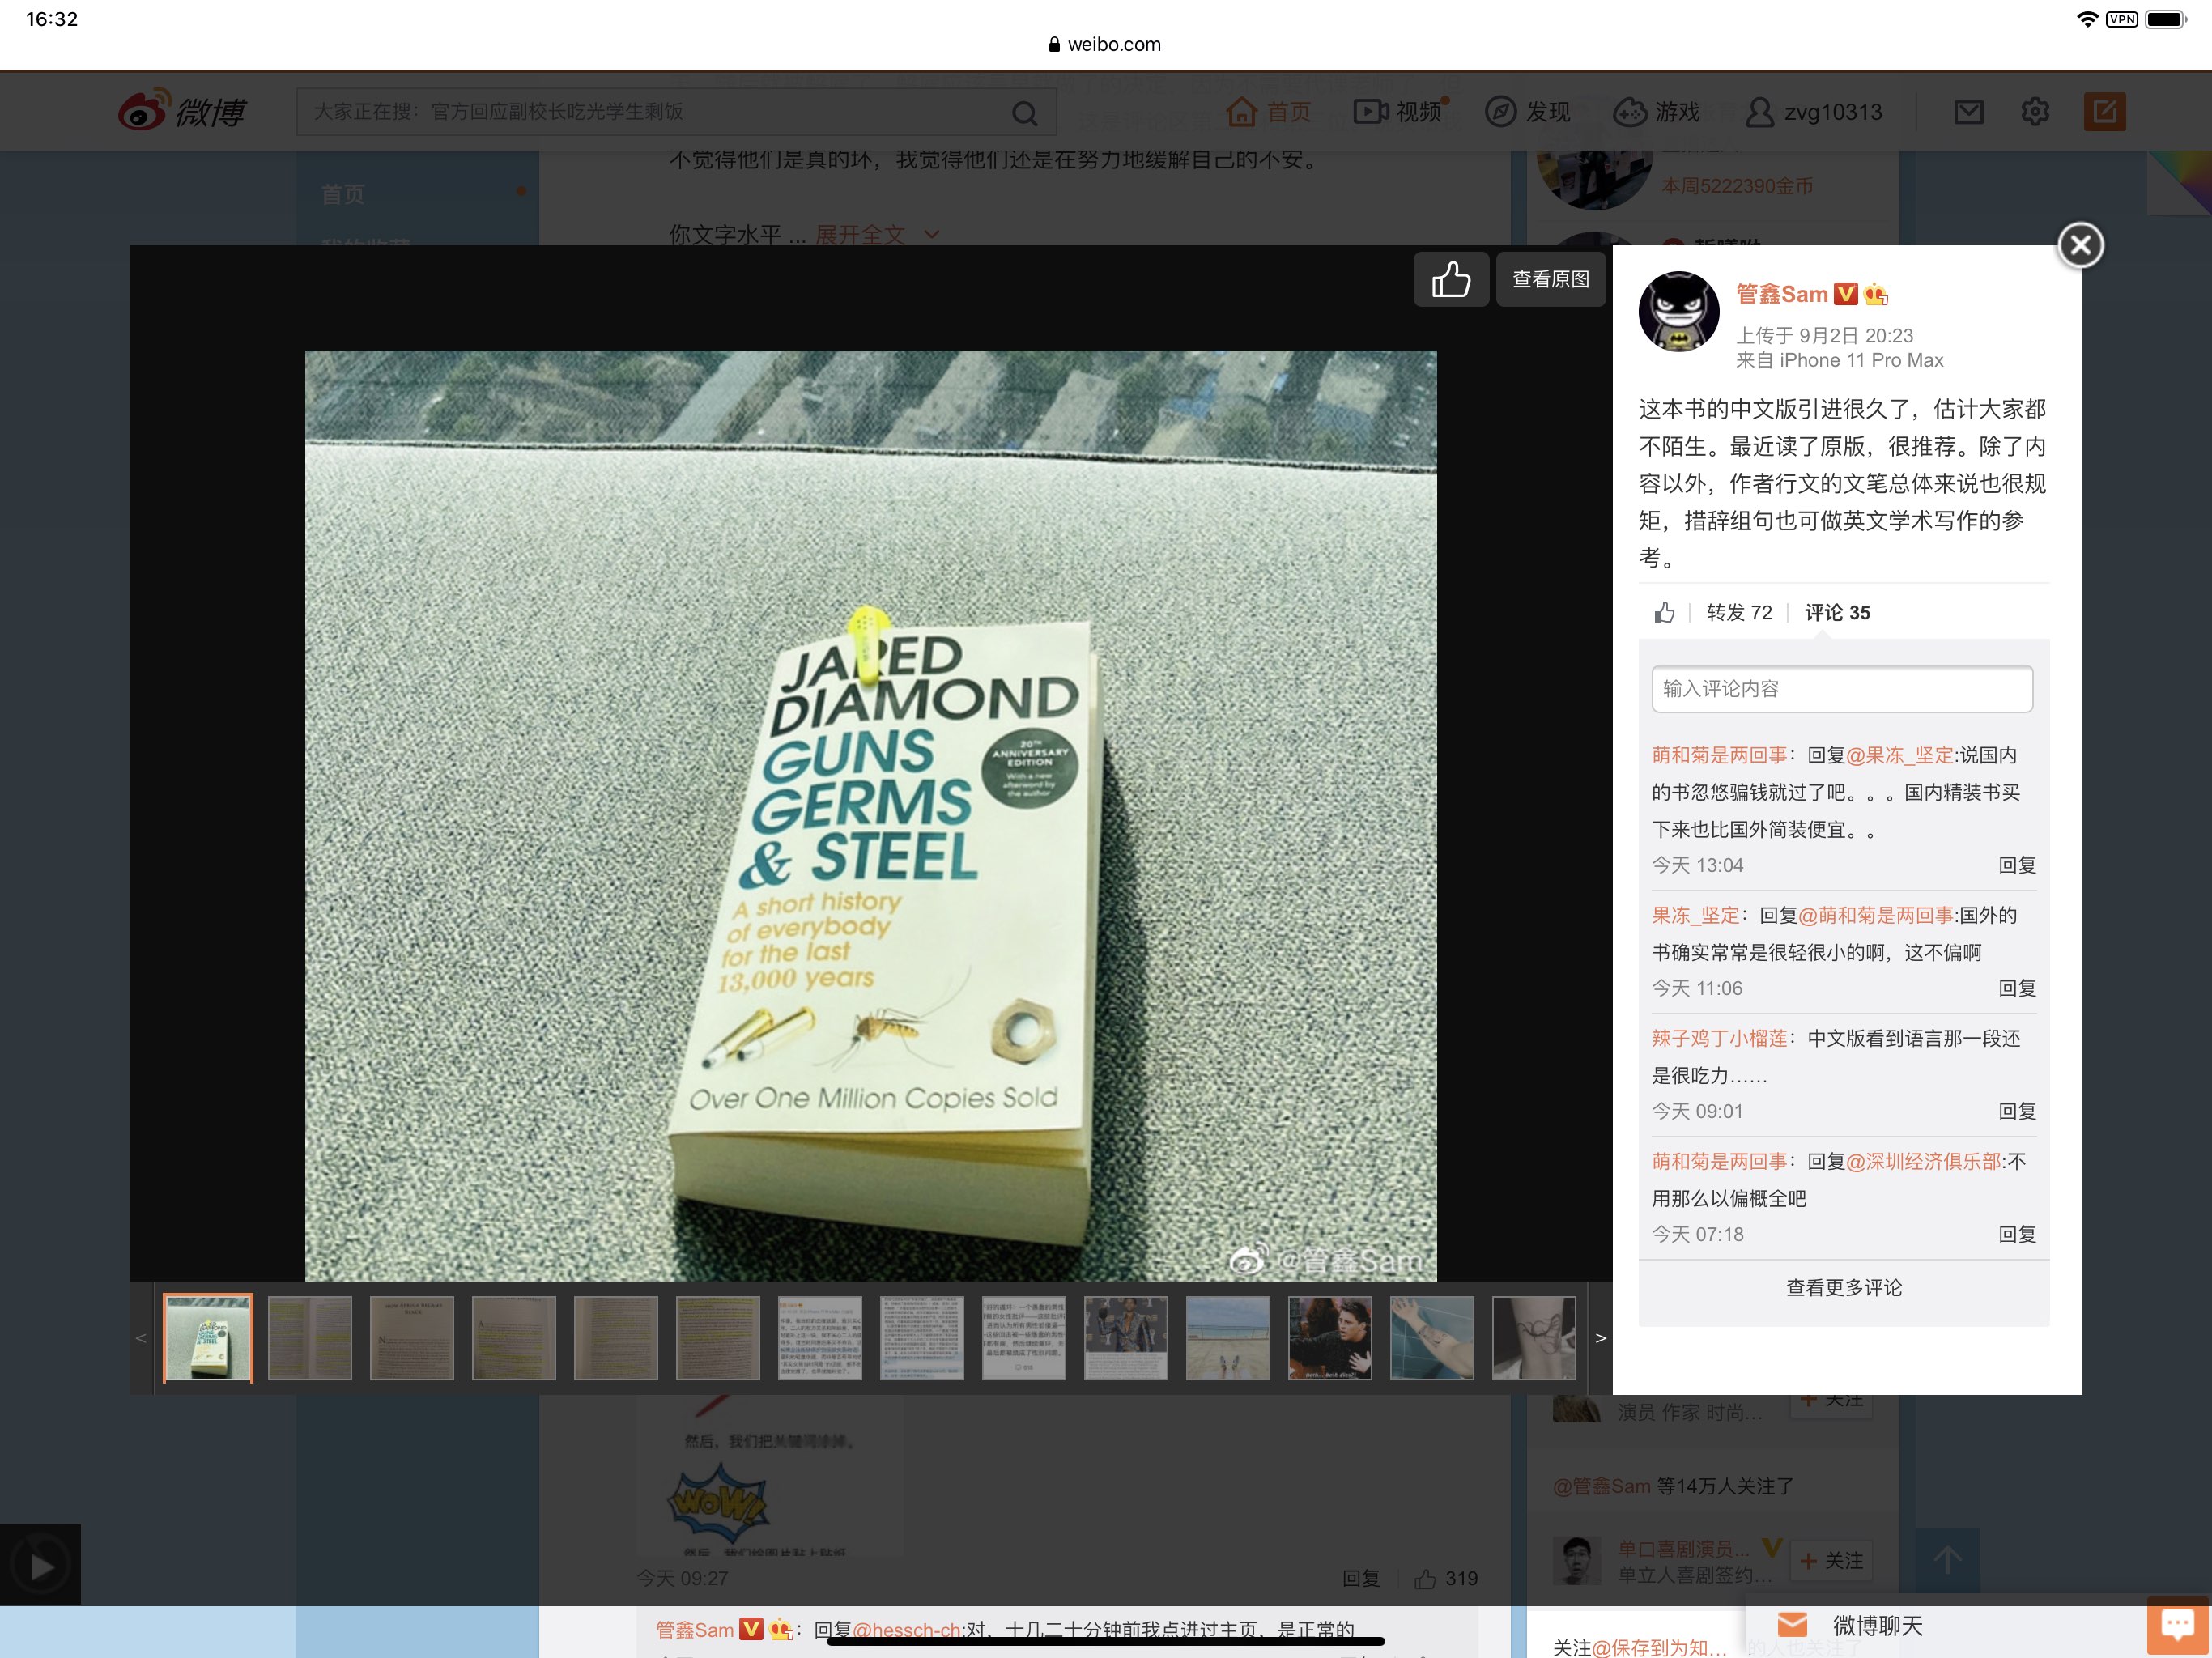 16:32
VPN
weibo.com
微博
大家正在搜：官方回应副校长吃光学生剩饭
首页
视频
发现
游戏
zvg10313
不觉得他们是真的坏，我觉得他们还是在努力地缓解自己的不安。
本周5222390金币
首页
你文字水平 ... 展开全文
查看原图
JARED
DIAMOND
GUNS
GERMS
& STEEL
20TH
ANNIVERSARY
EDITION
With a new
afterword by
the author
A short history
of everybody
for the last
13,000 years
Over One Million Copies Sold
@管鑫Sam
管鑫Sam
上传于 9月2日 20:23
来自 iPhone 11 Pro Max
这本书的中文版引进很久了，估计大家都
不陌生。最近读了原版，很推荐。除了内
容以外，作者行文的文笔总体来说也很规
矩，措辞组句也可做英文学术写作的参
考。
转发 72
评论 35
输入评论内容
萌和菊是两回事：回复@果冻_坚定:说国内
的书忽悠骗钱就过了吧。。。国内精装书买
下来也比国外简装便宜。。
今天 13:04
回复
果冻_坚定：回复@萌和菊是两回事:国外的
书确实常常是很轻很小的啊，这不偏啊
今天 11:06
回复
辣子鸡丁小榴莲：中文版看到语言那一段还
是很吃力……
今天 09:01
回复
萌和菊是两回事：回复@深圳经济俱乐部:不
用那么以偏概全吧
今天 07:18
回复
查看更多评论
<
>
然后，我们把关键词涂掉。
WOW!
今天 09:27
回复
319
管鑫Sam：回复@hessch-ch:对，十几二十分钟前我点进过主页，是正常的
演员 作家 时尚...
+ 关注
@管鑫Sam 等14万人关注了
单口喜剧演员...
单立人喜剧签约...
+ 关注
微博聊天
关注@保存到为知... 的人也关注了